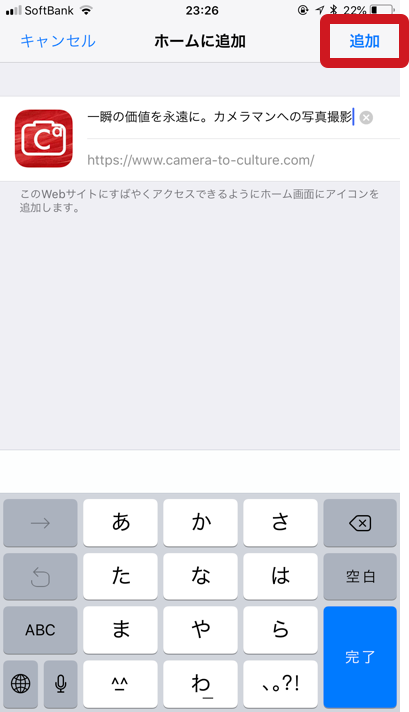 SoftBank 23:26 22%
キャンセル ホームに追加 追加
一瞬の価値を永遠に。カメラマンへの写真撮影
https://www.camera-to-culture.com/
このWebサイトにすばやくアクセスできるようにホーム画面にアイコンを
追加します。
→ あ か さ
た な は 空白
ABC ま や ら 完了
^^ わ_ 、。?!